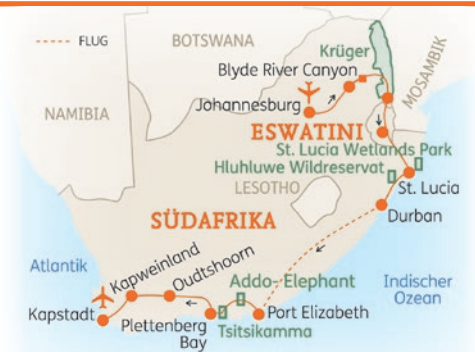 FLUG
BOTSWANA
Krüger
Blyde River Canyon
MOSAMBIK
NAMIBIA
Johannesburg
ESWATINI
St. Lucia Wetlands Park
Hluhluwe Wildreservat
LESOTHO
St. Lucia
SÜDAFRIKA
Durban
Atlantik
Kapweinland
Oudtshoorn
Addo- Elephant
Indischer
Ozean
Kapstadt
Plettenberg
Bay
Tsitsikamma
Port Elizabeth